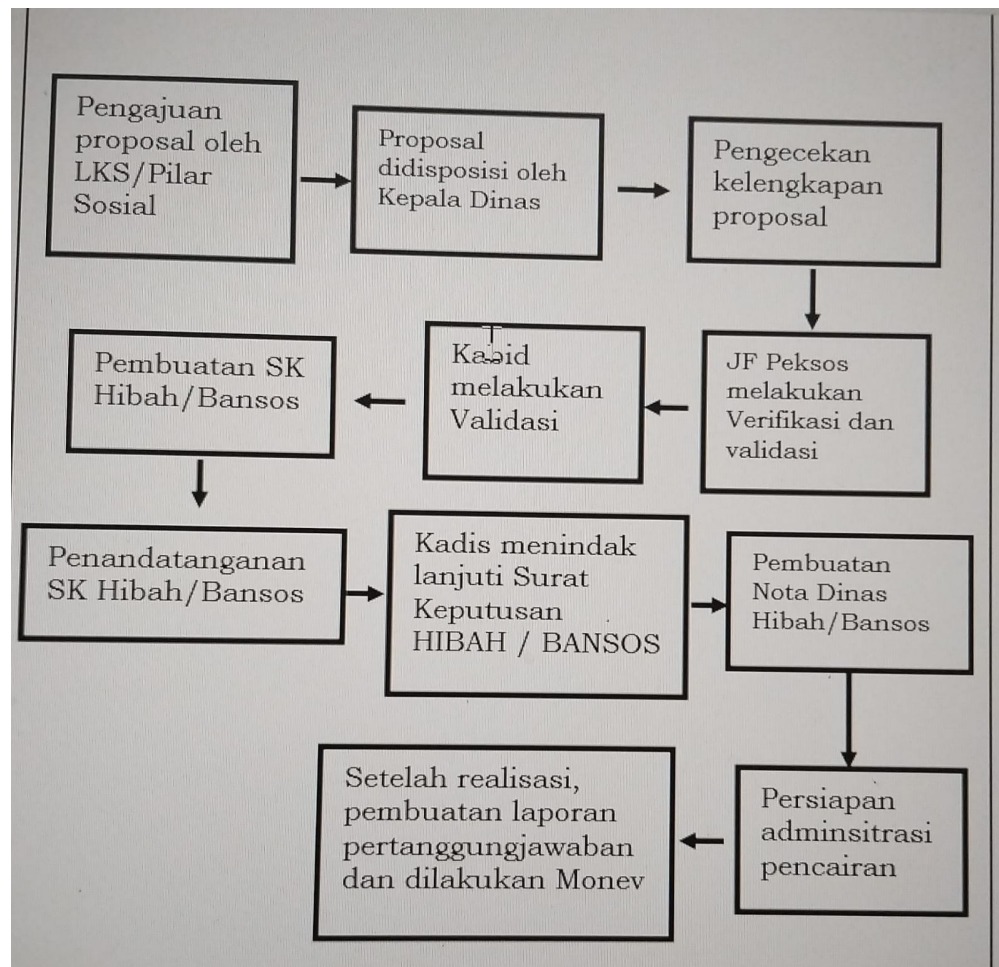 Pengajuan
proposal oleh
LKS/Pilar
Sosial
Proposal
didisposisi oleh
Kepala Dinas
Pengecekan
kelengkapan
proposal
JF Peksos
melakukan
Verifikasi dan
validasi
Kabid
melakukan
Validasi
Pembuatan SK
Hibah/Bansos
Penandatanganan
SK Hibah/Bansos
Kadis menindak
lanjuti Surat
Keputusan
HIBAH / BANSOS
Pembuatan
Nota Dinas
Hibah/Bansos
Persiapan
adminsitrasi
pencairan
Setelah realisasi,
pembuatan laporan
pertanggungjawaban
dan dilakukan Monev